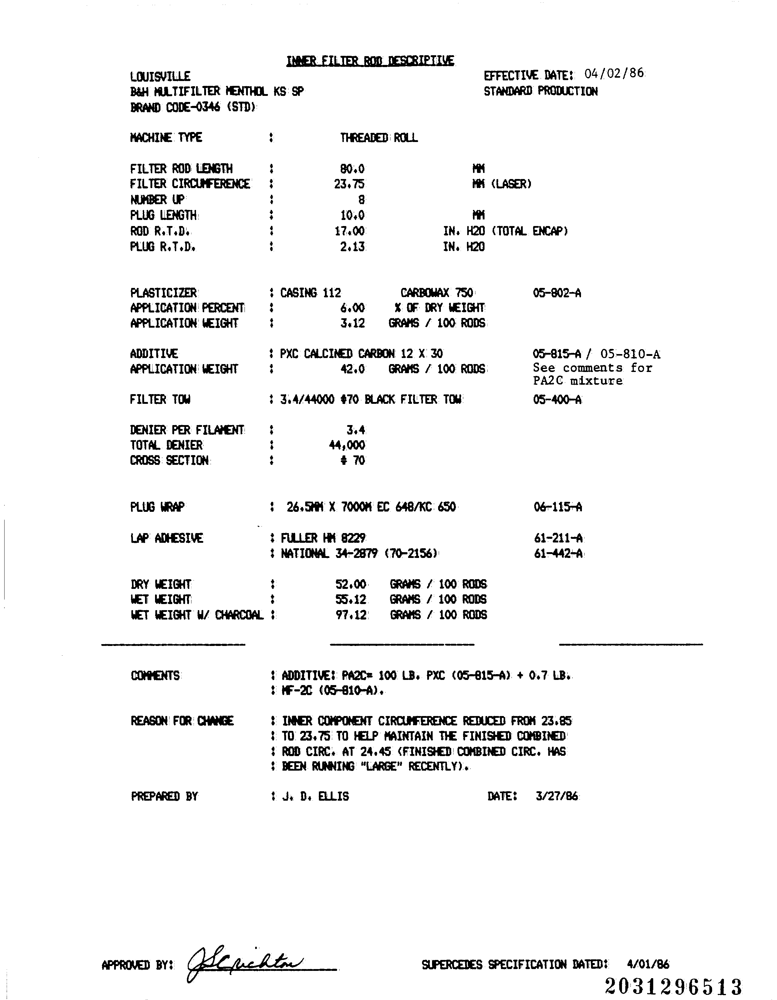 INNER FILTER ROD DESCRIPTIVE
LOUISVILLE EFFECTIVE DATE: 04/02/86
B&H MULTIFILTER MENTHOL KS SP STANDARD PRODUCTION
BRAND CODE-0346 (STD)
MACHINE TYPE : THREADED ROLL
FILTER ROD LENGTH : 80.0 MM
FILTER CIRCUMFERENCE : 23.75 MM (LASER)
NUMBER UP : 8
PLUG LENGTH : 10.0 MM
ROD R.T.D. : 17.00 IN. H2O (TOTAL ENCAP)
PLUG R.T.D. : 2.13 IN. H2O
PLASTICIZER : CASING 112 CARBOWAX 750 05-802-A
APPLICATION PERCENT : 6.00 % OF DRY WEIGHT
APPLICATION WEIGHT : 3.12 GRAMS / 100 RODS
ADDITIVE : PXC CALCINED CARBON 12 X 30 05-815-A / 05-810-A
APPLICATION WEIGHT : 42.0 GRAMS / 100 RODS See comments for
PA2C mixture
FILTER TOW : 3.4/44000 #70 BLACK FILTER TOW 05-400-A
DENIER PER FILAMENT : 3.4
TOTAL DENIER : 44,000
CROSS SECTION : # 70
PLUG WRAP : 26.5MM X 7000M EC 648/KC 650 06-115-A
LAP ADHESIVE : FULLER HM 8229 61-211-A
: NATIONAL 34-2879 (70-2156) 61-442-A
DRY WEIGHT : 52.00 GRAMS / 100 RODS
WET WEIGHT : 55.12 GRAMS / 100 RODS
WET WEIGHT W/ CHARCOAL : 97.12 GRAMS / 100 RODS
COMMENTS : ADDITIVE: PA2C= 100 LB. PXC (05-815-A) + 0.7 LB.
: MF-2C (05-810-A).
REASON FOR CHANGE : INNER COMPONENT CIRCUMFERENCE REDUCED FROM 23.85
: TO 23.75 TO HELP MAINTAIN THE FINISHED COMBINED
: ROD CIRC. AT 24.45 (FINISHED COMBINED CIRC. HAS
: BEEN RUNNING "LARGE" RECENTLY).
PREPARED BY : J. D. ELLIS DATE: 3/27/86
APPROVED BY: JSCrichton SUPERCEDES SPECIFICATION DATED: 4/01/86
2031296513